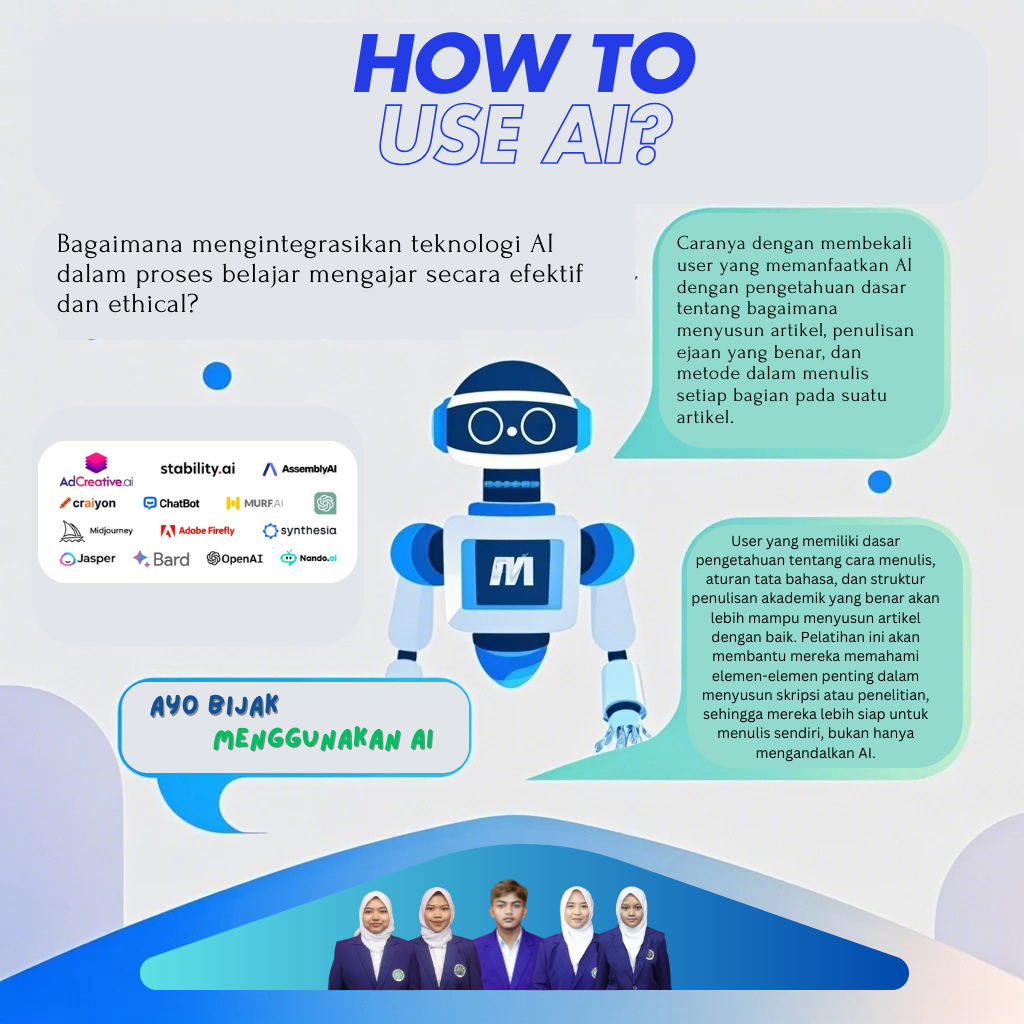 HOW TO
USE AI?
Bagaimana mengintegrasikan teknologi AI
dalam proses belajar mengajar secara efektif
dan ethical?
Caranya dengan membekali
user yang memanfaatkan AI
dengan pengetahuan dasar
tentang bagaimana
menyusun artikel, penulisan
ejaan yang benar, dan
metode dalam menulis
setiap bagian pada suatu
artikel.
AdCreative.ai
stability.ai
AssemblyAI
craiyon
ChatBot
MURF.AI
Midjourney
Adobe Firefly
synthesia
Jasper
Bard
OpenAI
Nando.ai
M
User yang memiliki dasar
pengetahuan tentang cara menulis,
aturan tata bahasa, dan struktur
penulisan akademik yang benar akan
lebih mampu menyusun artikel
dengan baik. Pelatihan ini akan
membantu mereka memahami
elemen-elemen penting dalam
menyusun skripsi atau penelitian,
sehingga mereka lebih siap untuk
menulis sendiri, bukan hanya
mengandalkan AI.
AYO BIJAK
MENGGUNAKAN AI